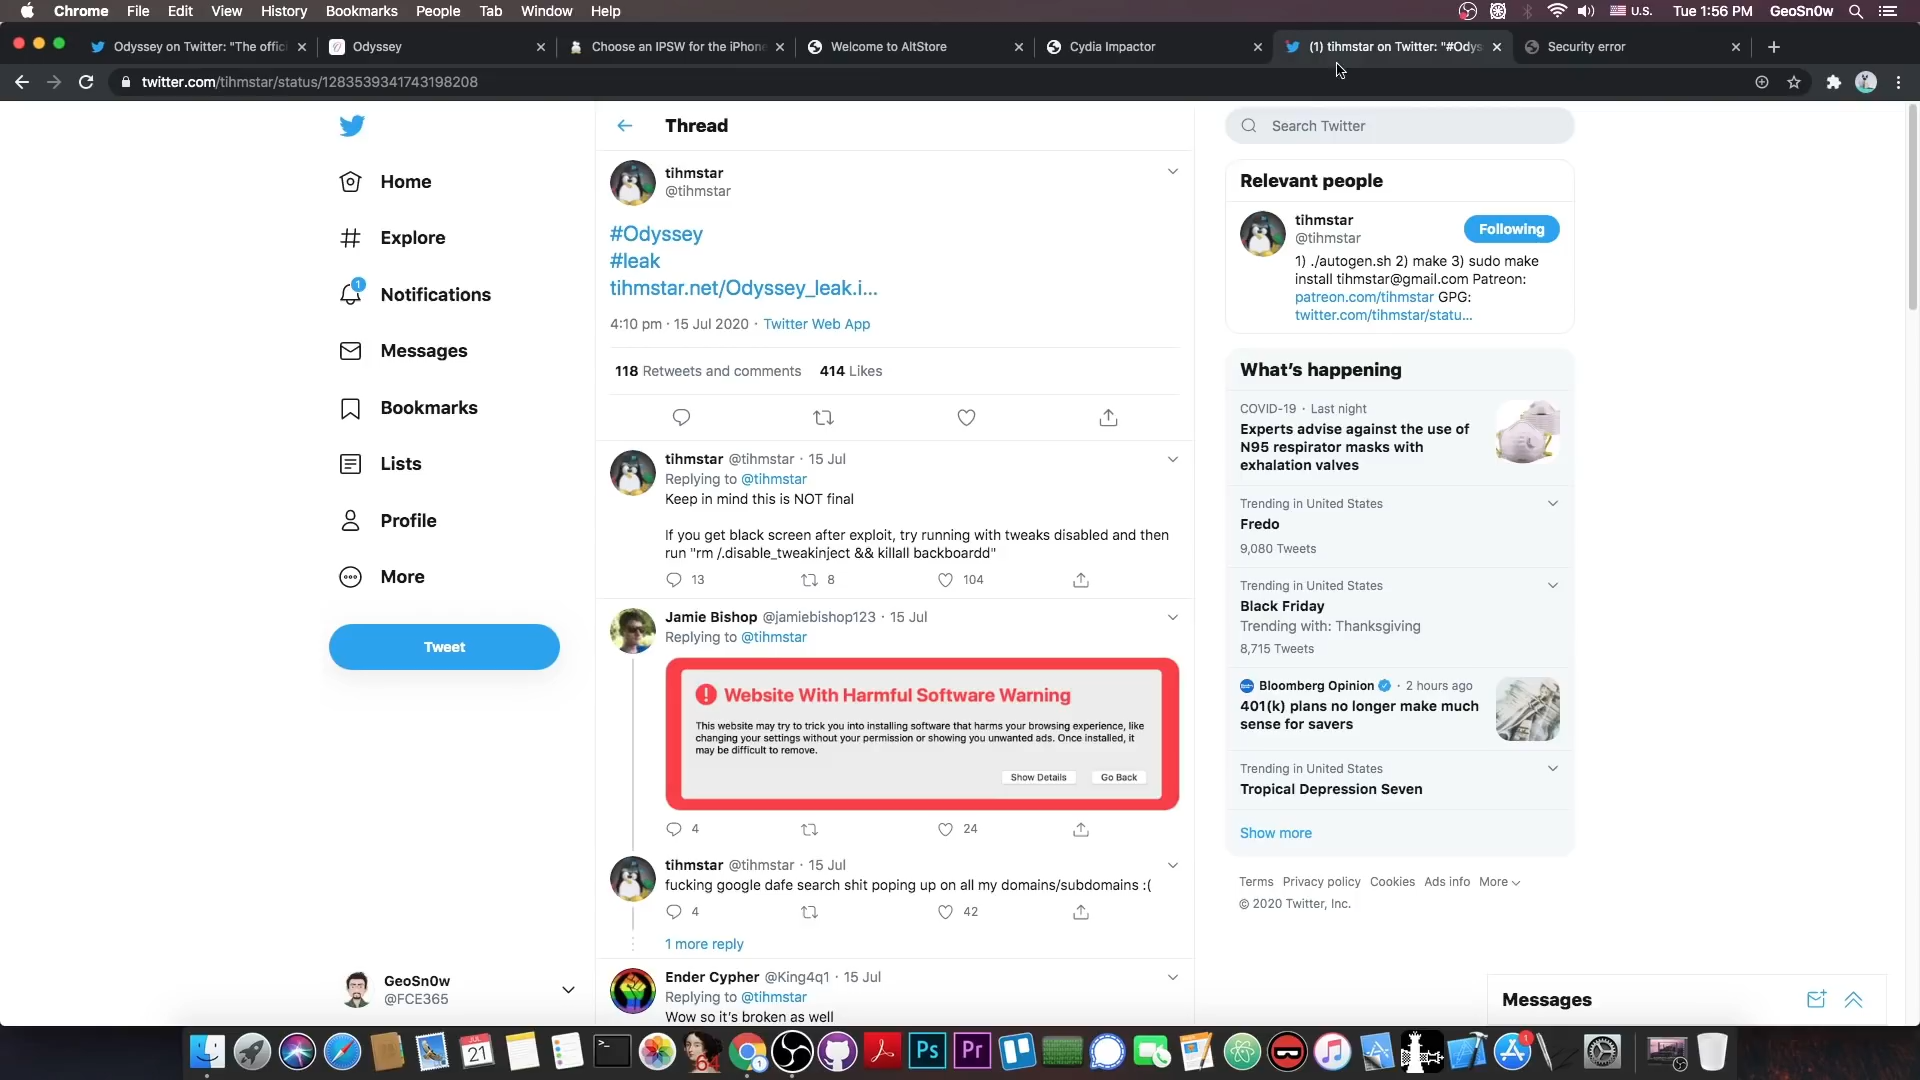 Chrome File Edit View History Bookmarks People Tab Window Help
U.S. Tue 1:56 PM GeoSn0w
Odyssey on Twitter: "The offici
Odyssey
Choose an IPSW for the iPhone
Welcome to AltStore
Cydia Impactor
(1) tihmstar on Twitter: "#Odys
Security error
twitter.com/tihmstar/status/1283539341743198208
Home
Explore
1
Notifications
Messages
Bookmarks
Lists
Profile
More
Tweet
GeoSn0w
@FCE365
Thread
tihmstar
@tihmstar
#Odyssey
#leak
tihmstar.net/Odyssey_leak.i...
4:10 pm · 15 Jul 2020 · Twitter Web App
118 Retweets and comments 414 Likes
tihmstar @tihmstar · 15 Jul
Replying to @tihmstar
Keep in mind this is NOT final
If you get black screen after exploit, try running with tweaks disabled and then
run "rm /.disable_tweakinject && killall backboardd"
13 8 104
Jamie Bishop @jamiebishop123 · 15 Jul
Replying to @tihmstar
Website With Harmful Software Warning
This website may try to trick you into installing software that harms your browsing experience, like
changing your settings without your permission or showing you unwanted ads. Once installed, it
may be difficult to remove.
Show Details Go Back
4 24
tihmstar @tihmstar · 15 Jul
fucking google dafe search shit poping up on all my domains/subdomains :(
4 42
1 more reply
Ender Cypher @King4q1 · 15 Jul
Replying to @tihmstar
Wow so it's broken as well
Search Twitter
Relevant people
tihmstar
@tihmstar
Following
1) ./autogen.sh 2) make 3) sudo make
install tihmstar@gmail.com Patreon:
patreon.com/tihmstar GPG:
twitter.com/tihmstar/statu...
What's happening
COVID-19 · Last night
Experts advise against the use of
N95 respirator masks with
exhalation valves
Trending in United States
Fredo
9,080 Tweets
Trending in United States
Black Friday
Trending with: Thanksgiving
8,715 Tweets
Bloomberg Opinion · 2 hours ago
401(k) plans no longer make much
sense for savers
Trending in United States
Tropical Depression Seven
Show more
Terms Privacy policy Cookies Ads info More
© 2020 Twitter, Inc.
Messages
JUL
21
64
1
Ps
Pr
1